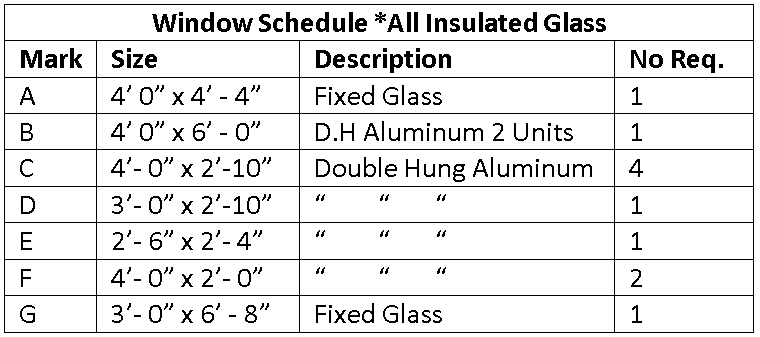 Window Schedule *All Insulated Glass
Mark Size Description No Req.
A 4’ 0” x 4’ - 4” Fixed Glass 1
B 4’ 0” x 6’ - 0” D.H Aluminum 2 Units 1
C 4’- 0” x 2’-10” Double Hung Aluminum 4
D 3’- 0” x 2’-10” “ “ “ 1
E 2’- 6” x 2’- 4” “ “ “ 1
F 4’- 0” x 2’- 0” “ “ “ 2
G 3’- 0” x 6’ - 8” Fixed Glass 1